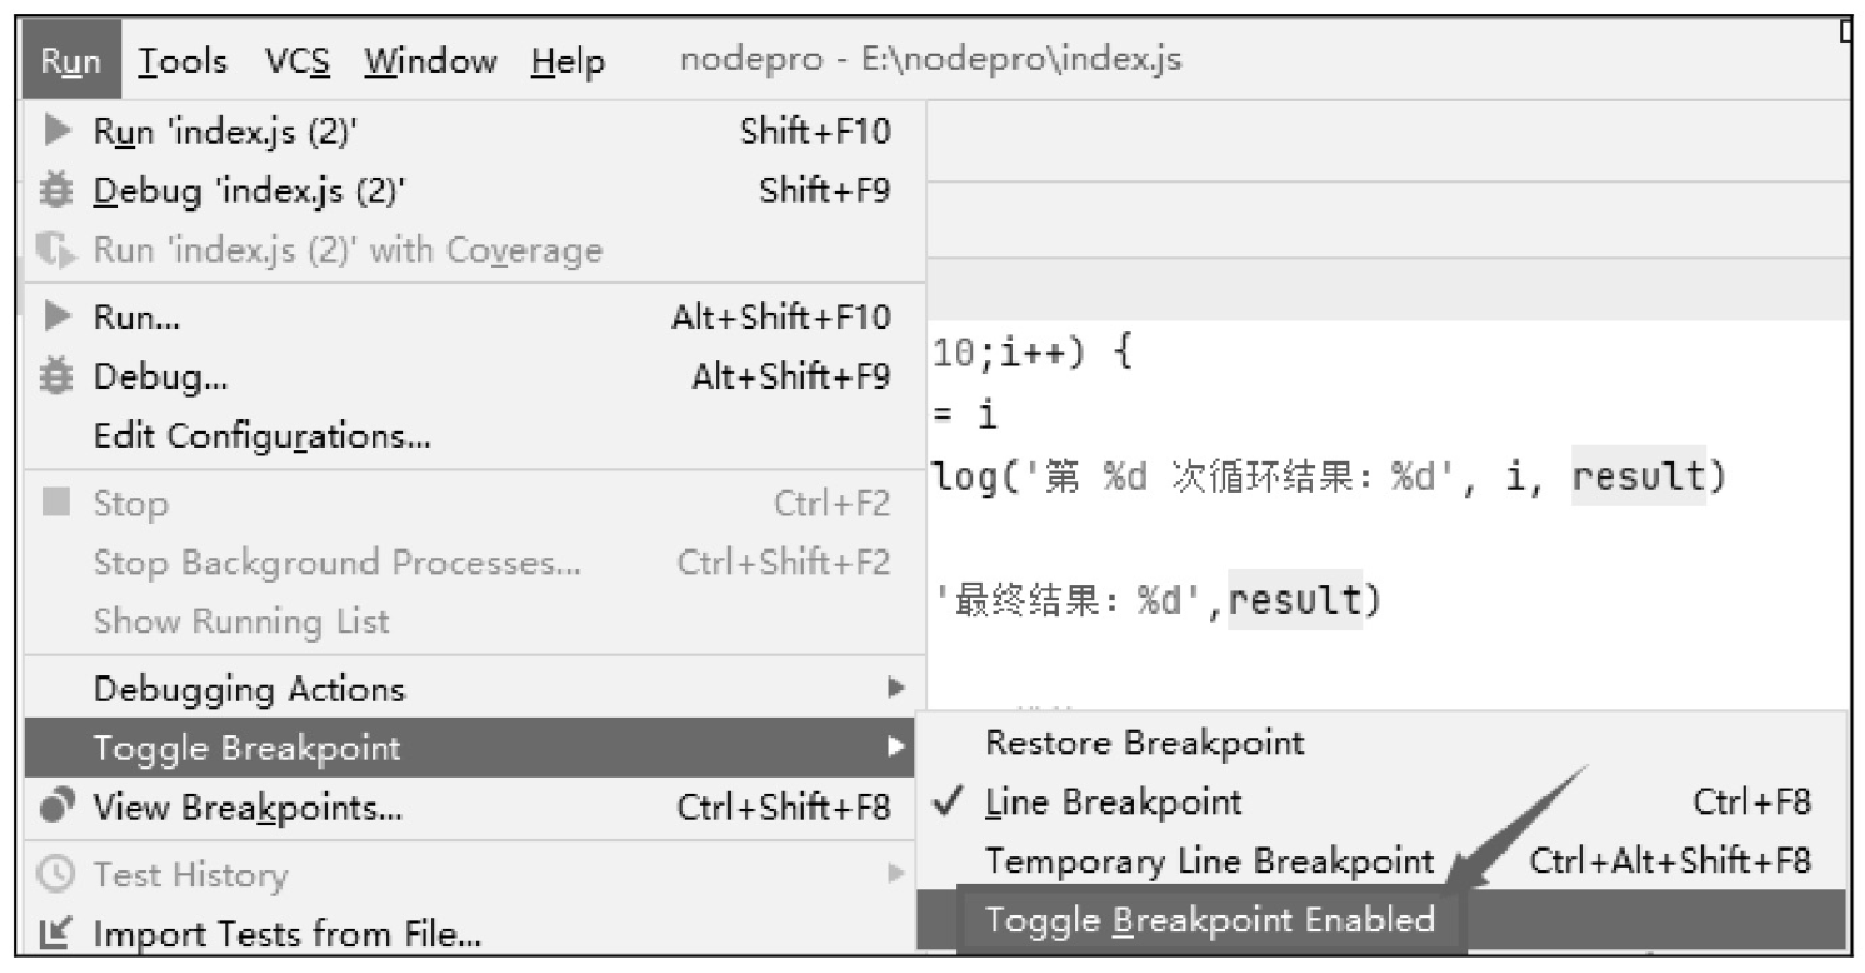 Run Tools VCS Window Help nodepro - E:\nodepro\index.js
Run 'index.js (2)' Shift+F10
Debug 'index.js (2)' Shift+F9
Run 'index.js (2)' with Coverage
Run... Alt+Shift+F10
Debug... Alt+Shift+F9
Edit Configurations...
Stop Ctrl+F2
Stop Background Processes... Ctrl+Shift+F2
Show Running List
Debugging Actions
Toggle Breakpoint
View Breakpoints... Ctrl+Shift+F8
Test History
Import Tests from File...
10;i++) {
= i
log('第 %d 次循环结果: %d', i, result)
'最终结果: %d',result)
Restore Breakpoint
Line Breakpoint Ctrl+F8
Temporary Line Breakpoint Ctrl+Alt+Shift+F8
Toggle Breakpoint Enabled